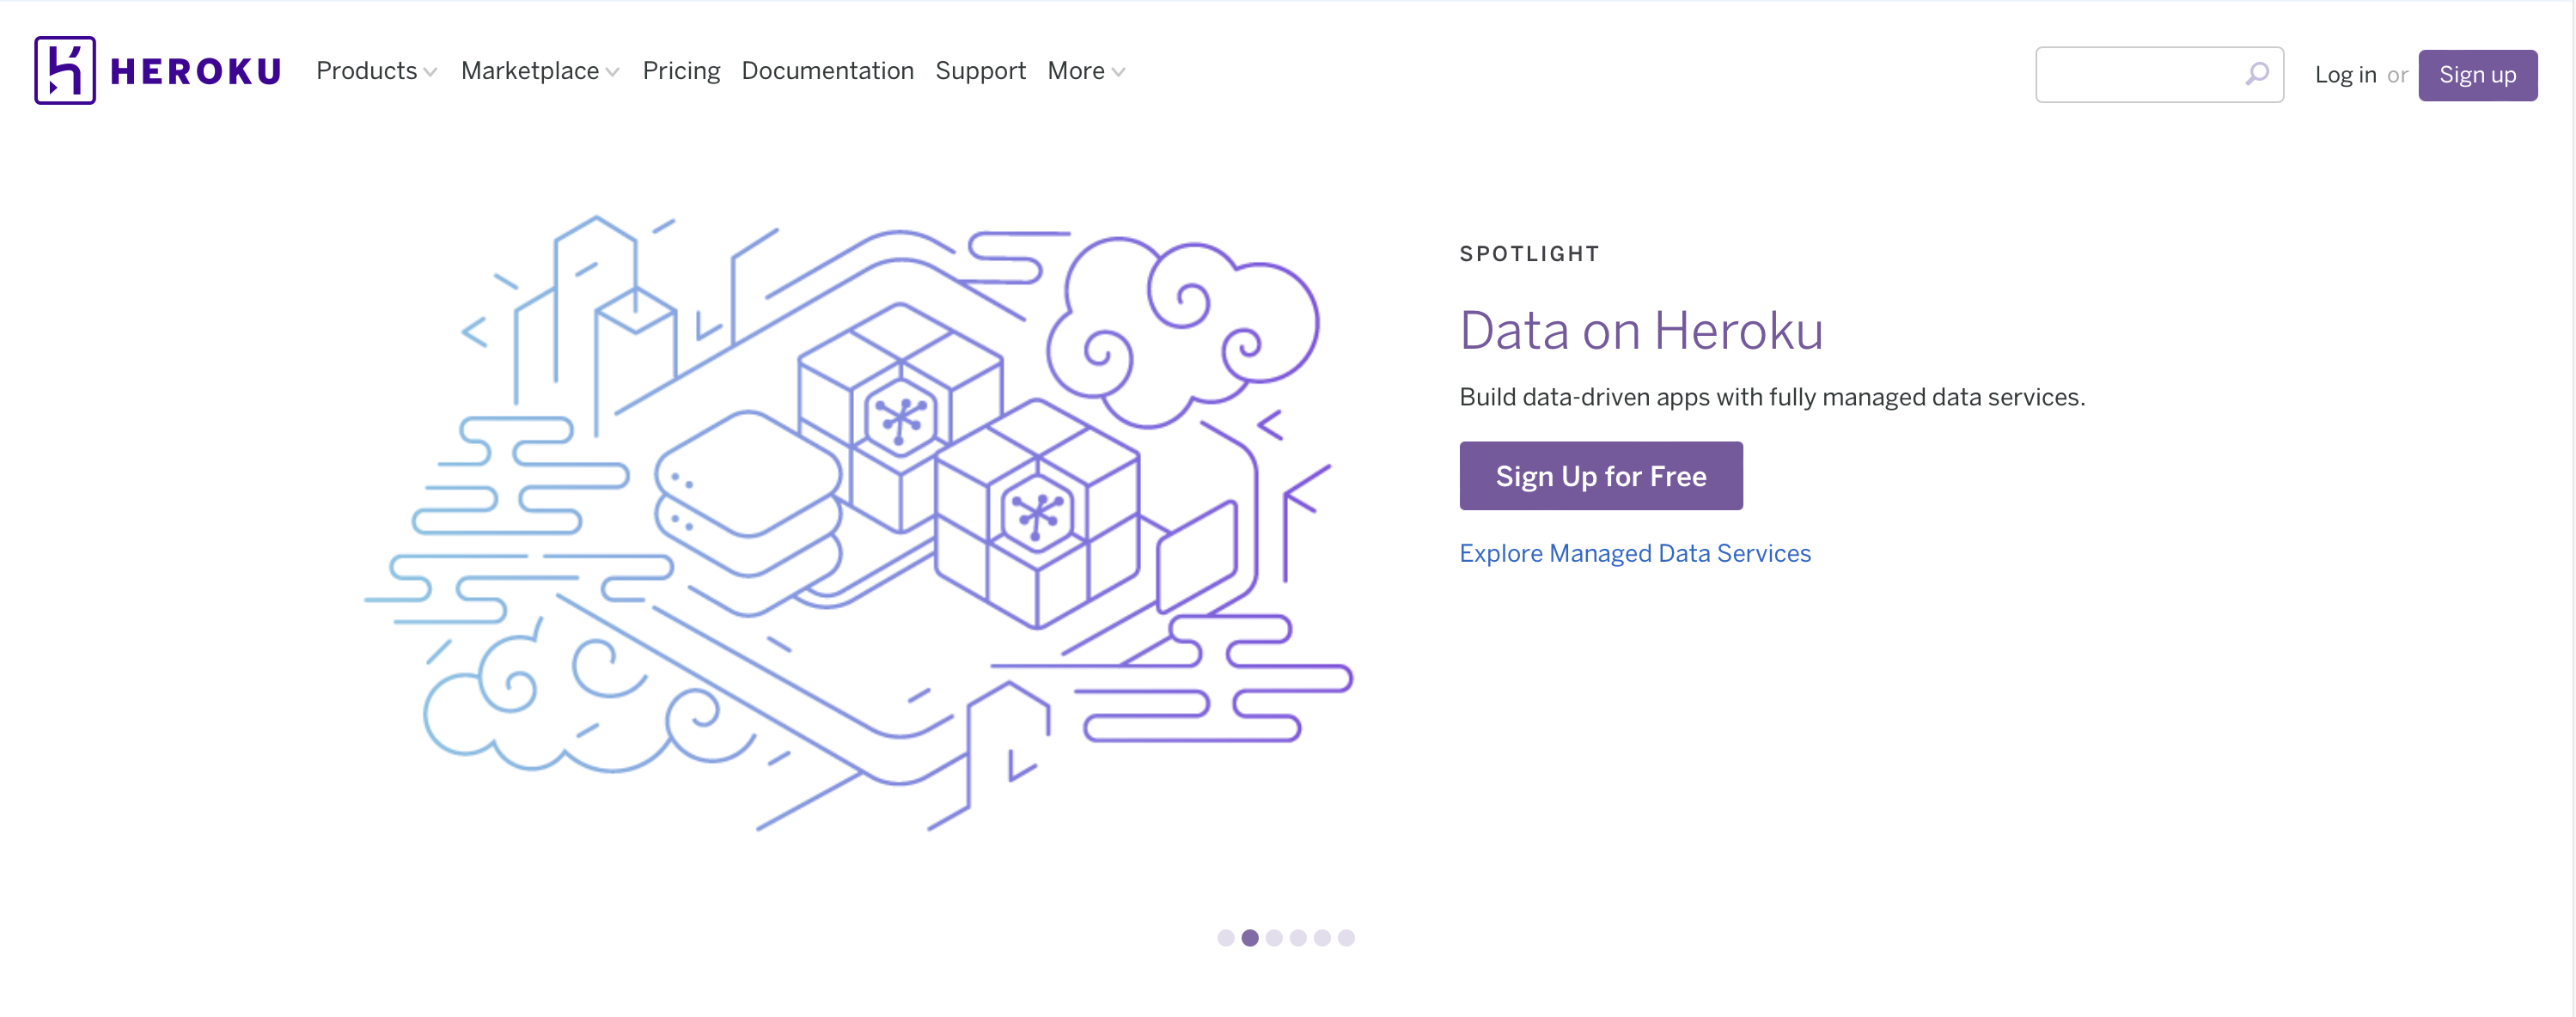 HEROKU Products Marketplace Pricing Documentation Support More Log in or Sign up
SPOTLIGHT
Data on Heroku
Build data-driven apps with fully managed data services.
Sign Up for Free
Explore Managed Data Services